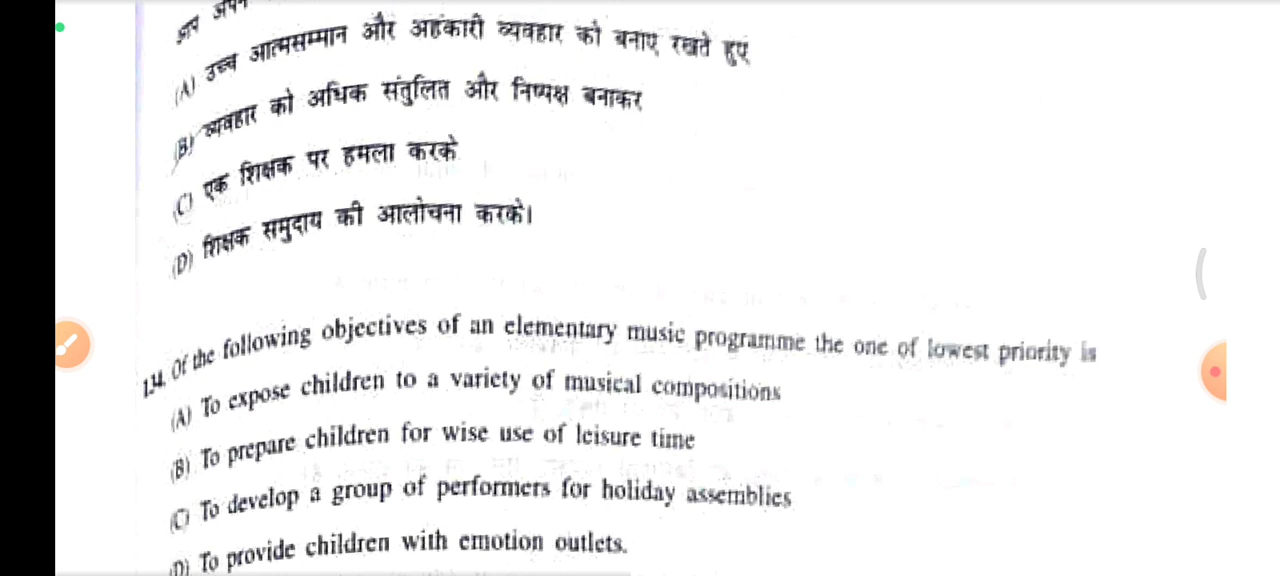 (A) उच्च आत्मसम्मान और अहंकारी व्यवहार को बनाए रखते हुए
(B) व्यवहार को अधिक संतुलित और निष्पक्ष बनाकर
(C) एक शिक्षक पर हमला करके
(D) शिक्षक समुदाय की आलोचना करके।
134. Of the following objectives of an elementary music programme the one of lowest priority is
(A) To expose children to a variety of musical compositions
(B) To prepare children for wise use of leisure time
(C) To develop a group of performers for holiday assemblies
(D) To provide children with emotion outlets.